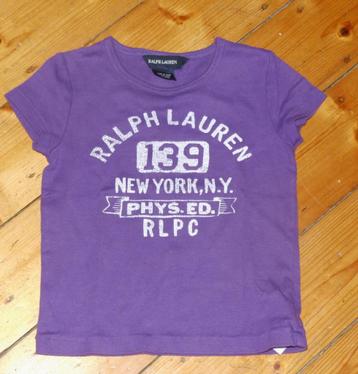 RALPH LAUREN
RALPH LAUREN
139
NEW YORK, N.Y.
PHYS. ED.
RLPC